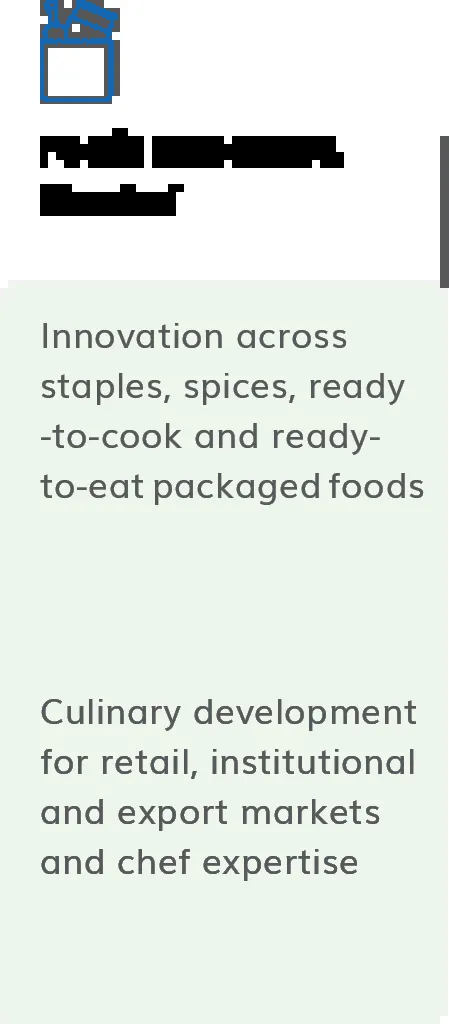 Innovation across
staples, spices, ready
-to-cook and ready-
to-eat packaged foods
Culinary development
for retail, institutional
and export markets
and chef expertise